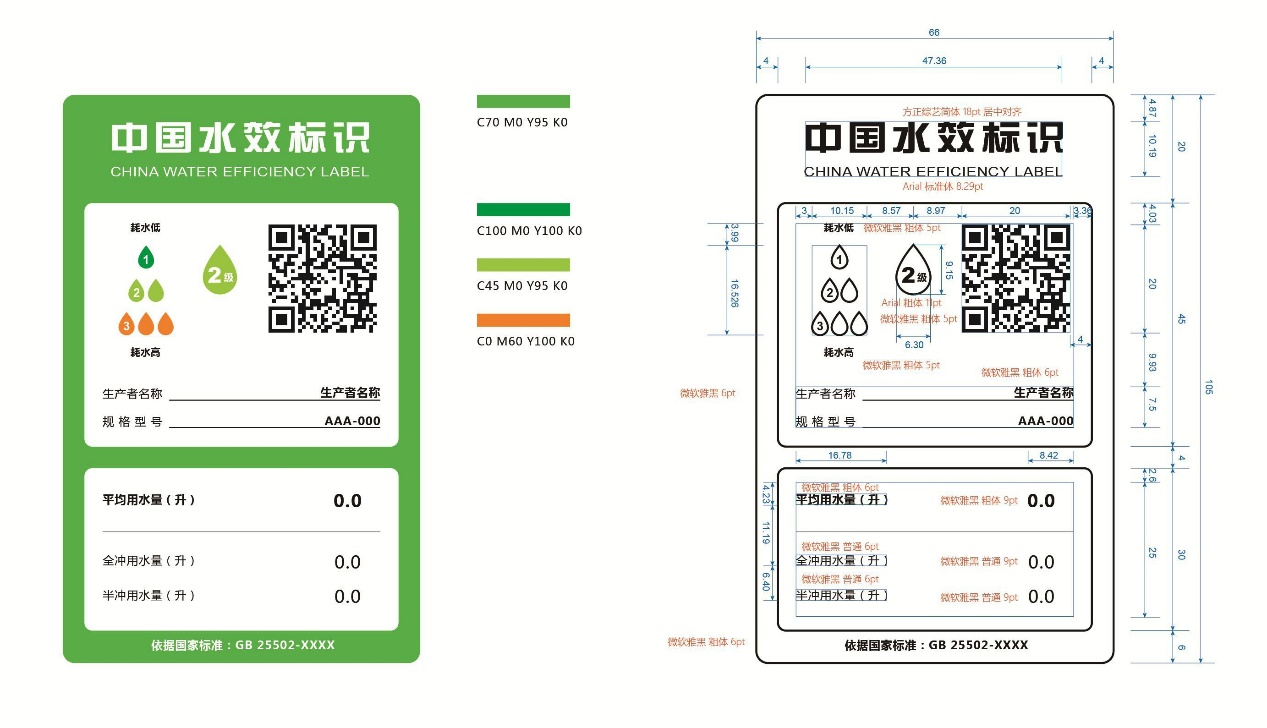 中国水效标识
CHINA WATER EFFICIENCY LABEL
耗水低
1
2
3
2级
耗水高
生产者名称 生产者名称
规格型号 AAA-000
平均用水量（升） 0.0
全冲用水量（升） 0.0
半冲用水量（升） 0.0
依据国家标准：GB 25502-XXXX
C70 M0 Y95 K0
C100 M0 Y100 K0
C45 M0 Y95 K0
C0 M60 Y100 K0
66
4 47.36 4
方正综艺简体 18pt 居中对齐
中国水效标识
CHINA WATER EFFICIENCY LABEL
Arial 标准体 8.29pt
3 10.15 8.57 8.97 20 3.36
耗水低 微软雅黑 粗体 5pt
1
2
3
2级
Arial 粗体 11pt
微软雅黑 粗体 5pt
9.15
6.30
4
耗水高
微软雅黑 粗体 5pt
微软雅黑 粗体 6pt
微软雅黑 6pt
生产者名称 生产者名称
规格型号 AAA-000
16.78 8.42
微软雅黑 粗体 6pt
平均用水量（升） 微软雅黑 粗体 9pt 0.0
微软雅黑 普通 6pt
全冲用水量（升） 微软雅黑 普通 9pt 0.0
微软雅黑 普通 6pt
半冲用水量（升） 微软雅黑 普通 9pt 0.0
微软雅黑 粗体 6pt
依据国家标准：GB 25502-XXXX
3.99
16.526
4.23
11.19
6.40
4.87
10.19
4.03
20
9.93
7.5
2.6
25
20
45
4
30
6
105